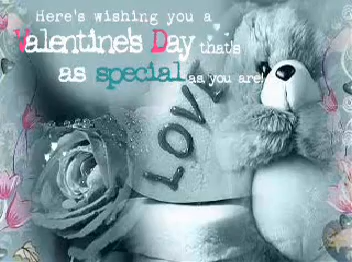 Here's wishing you a
Valentine's Day that's
as special as you are!
LOVE